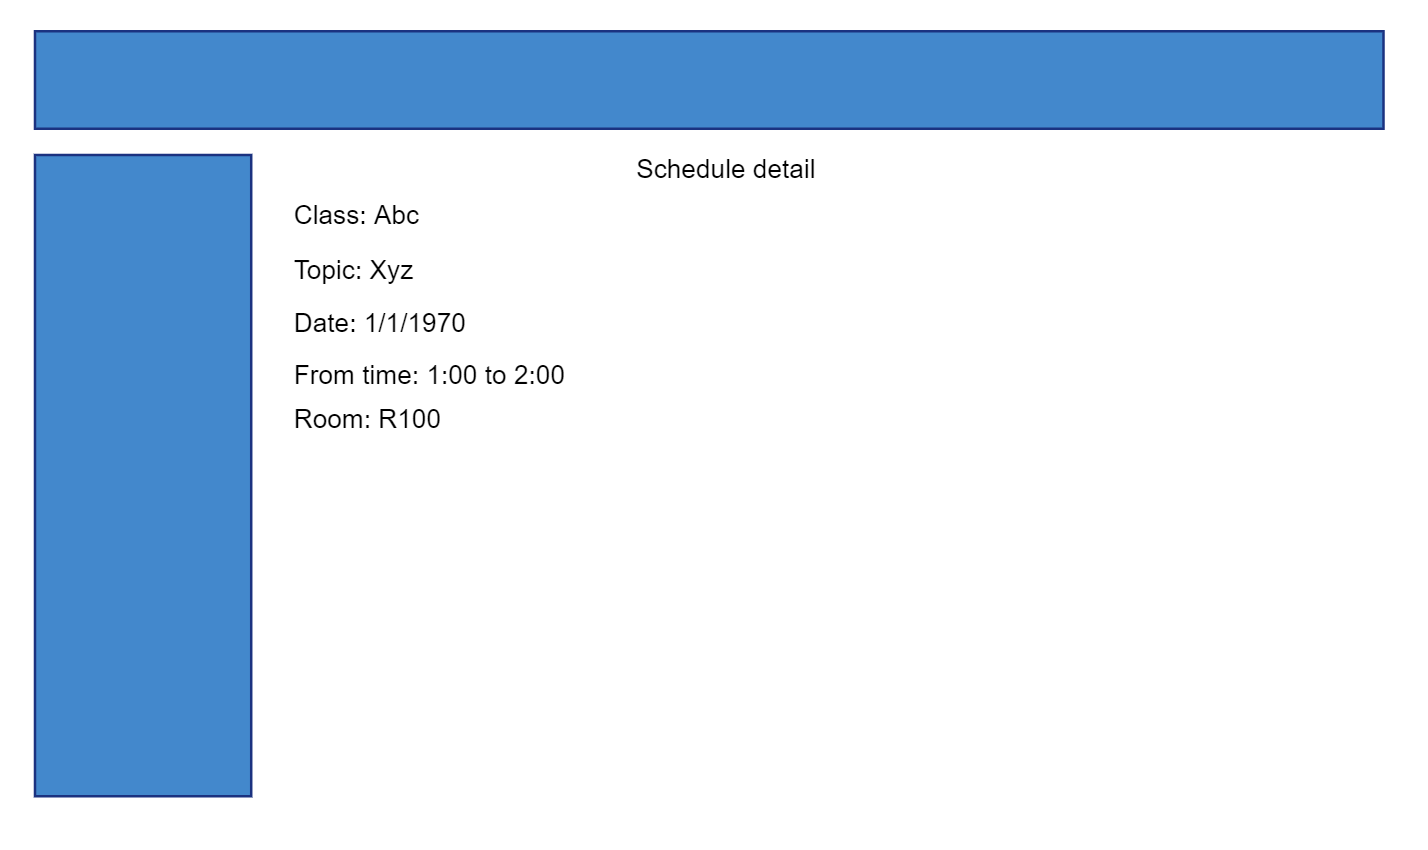 Schedule detail
Class: Abc
Topic: Xyz
Date: 1/1/1970
From time: 1:00 to 2:00
Room: R100